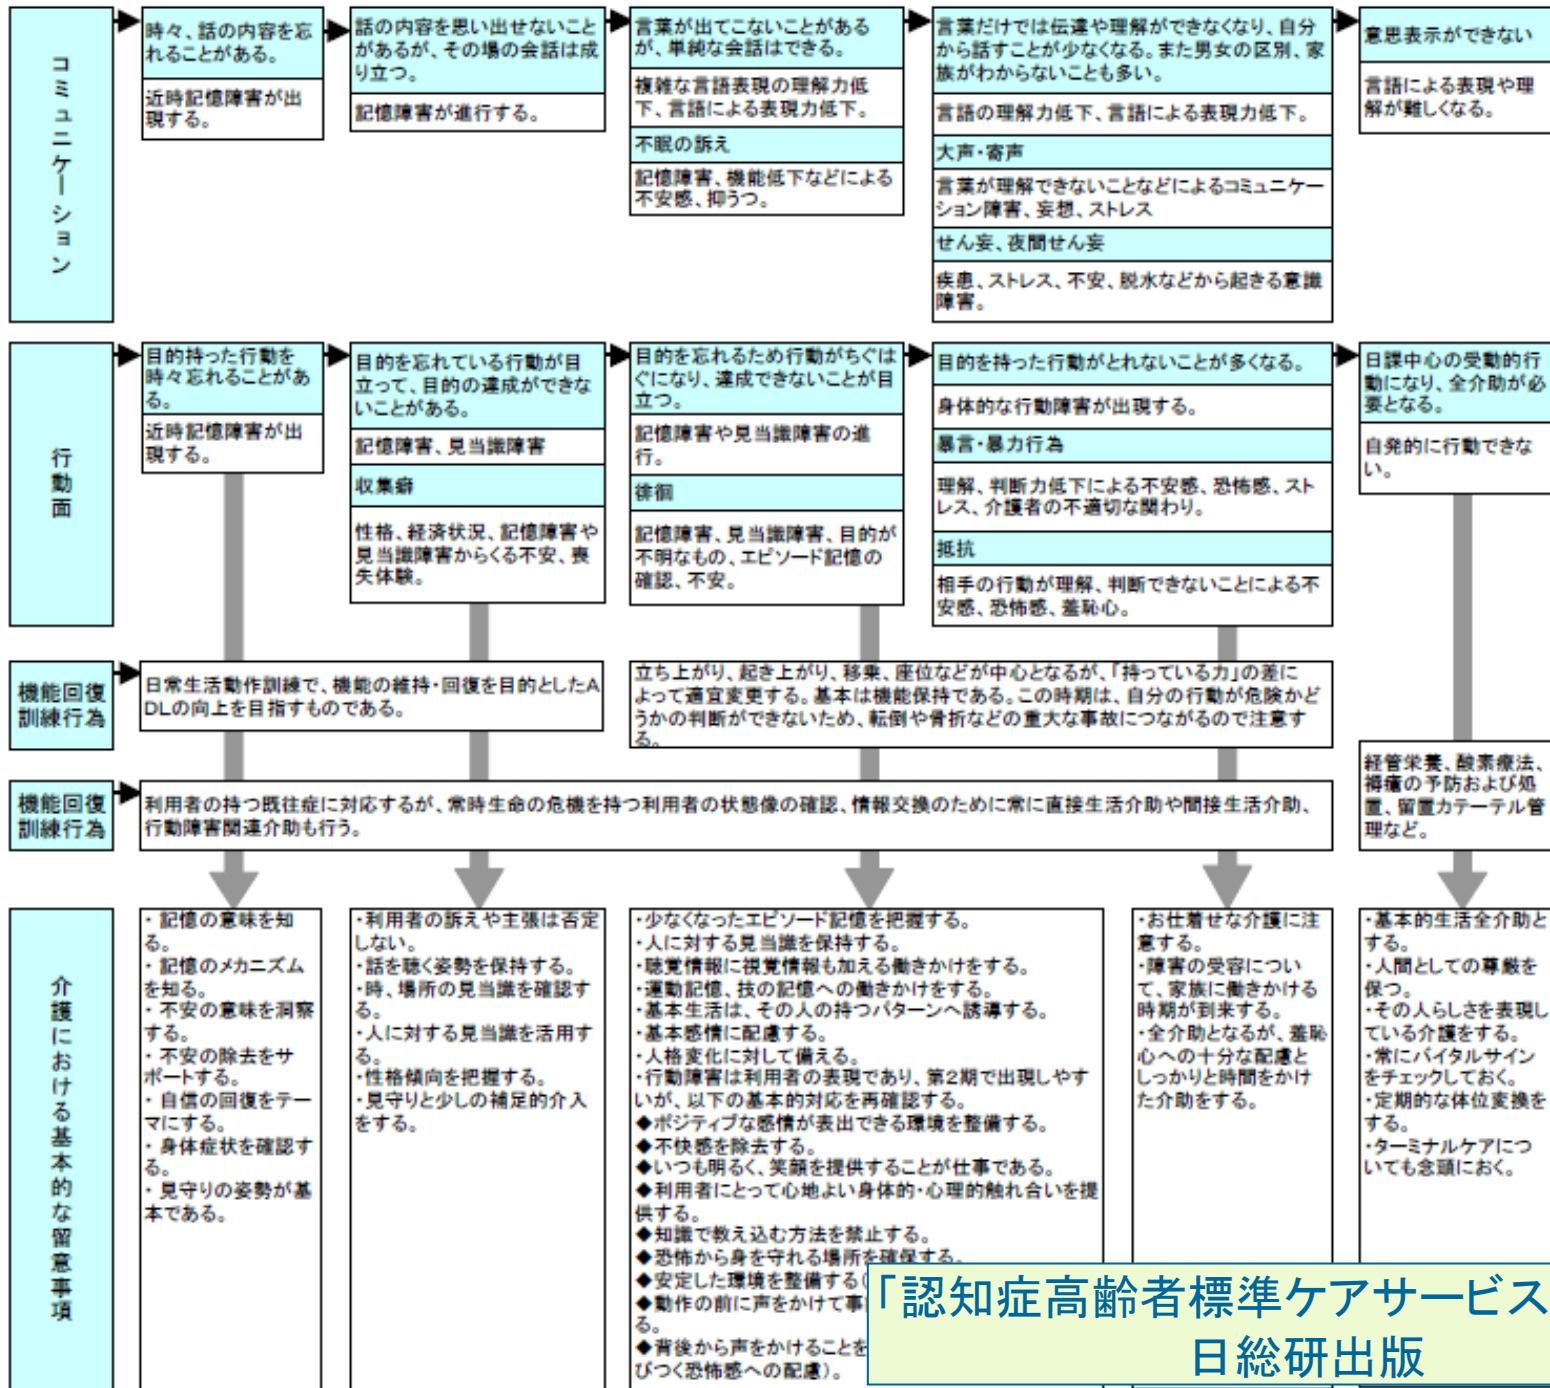 コミュニケーション
時々、話の内容を忘
れることがある。
近時記憶障害が出
現する。
話の内容を思い出せないこと
があるが、その場の会話は成
り立つ。
記憶障害が進行する。
言葉が出てこないことがある
が、単純な会話はできる。
複雑な言語表現の理解力低
下、言語による表現力低下。
不眠の訴え
記憶障害、機能低下などによる
不安感、抑うつ。
言葉だけでは伝達や理解ができなくなり、自分
から話すことが少なくなる。また男女の区別、家
族がわからないことも多い。
言語の理解力低下、言語による表現力低下。
大声・寄声
言葉が理解できないことなどによるコミュニケー
ション障害、妄想、ストレス
せん妄、夜間せん妄
疾患、ストレス、不安、脱水などから起きる意識
障害。
意思表示ができない
言語による表現や理
解が難しくなる。
行動面
目的持った行動を
時々忘れることがあ
る。
近時記憶障害が出
現する。
目的を忘れている行動が目
立って、目的の達成ができな
いことがある。
記憶障害、見当識障害
収集癖
性格、経済状況、記憶障害や
見当識障害からくる不安、喪
失体験。
目的を忘れるため行動がちぐは
ぐになり、達成できないことが目
立つ。
記憶障害や見当識障害の進
行。
徘徊
記憶障害、見当識障害、目的が
不明なもの、エピソード記憶の
確認、不安。
目的を持った行動がとれないことが多くなる。
身体的な行動障害が出現する。
暴言・暴力行為
理解、判断力低下による不安感、恐怖感、スト
レス、介護者の不適切な関わり。
抵抗
相手の行動が理解、判断できないことによる不
安感、恐怖感、羞恥心。
日課中心の受動的行
動になり、全介助が必
要となる。
自発的に行動できな
い。
機能回復
訓練行為
日常生活動作訓練で、機能の維持・回復を目的としたA
DLの向上を目指すものである。
立ち上がり、起き上がり、移乗、座位などが中心となるが、「持っている力」の差に
よって適宜変更する。基本は機能保持である。この時期は、自分の行動が危険かど
うかの判断ができないため、転倒や骨折などの重大な事故につながるので注意す
る。
機能回復
訓練行為
利用者の持つ既往症に対応するが、常時生命の危機を持つ利用者の状態像の確認、情報交換のために常に直接生活介助や間接生活介助、
行動障害関連介助も行う。
経管栄養、酸素療法、
褥瘡の予防および処
置、留置カテーテル管
理など。
介護における基本的な留意事項
・ 記憶の意味を知
る。
・ 記憶のメカニズム
を知る。
・ 不安の意味を洞察
する。
・ 不安の除去をサ
ポートする。
・ 自信の回復をテー
マにする。
・ 身体症状を確認す
る。
・ 見守りの姿勢が基
本である。
・利用者の訴えや主張は否定
しない。
・話を聴く姿勢を保持する。
・時、場所の見当識を確認す
る。
・人に対する見当識を活用す
る。
・性格傾向を把握する。
・見守りと少しの補足的介入
をする。
・少なくなったエピソード記憶を把握する。
・人に対する見当識を保持する。
・聴覚情報に視覚情報も加える働きかけをする。
・運動記憶、技の記憶への働きかけをする。
・基本生活は、その人の持つパターンへ誘導する。
・基本感情に配慮する。
・人格変化に対して備える。
・行動障害は利用者の表現であり、第2期で出現しやす
いが、以下の基本的対応を再確認する。
◆ポジティブな感情が表出できる環境を整備する。
◆不快感を除去する。
◆いつも明るく、笑顔を提供することが仕事である。
◆利用者にとって心地よい身体的・心理的触れ合いを提
供する。
◆知識で教え込む方法を禁止する。
◆恐怖から身を守れる場所を確保する。
◆安定した環境を整備する(
◆動作の前に声をかけて事
る。
◆背後から声をかけることを
びつく恐怖感への配慮)。
・お仕着せな介護に注
意する。
・障害の受容につい
て、家族に働きかける
時期が到来する。
・全介助となるが、羞恥
心への十分な配慮と
しっかりと時間をかけ
た介助をする。
・基本的生活全介助と
する。
・人間としての尊厳を
保つ。
・その人らしさを表現し
ている介護をする。
・常にバイタルサイン
をチェックしておく。
・定期的な体位変換を
する。
・ターミナルケアにつ
いても念頭におく。
「認知症高齢者標準ケアサービス
日総研出版